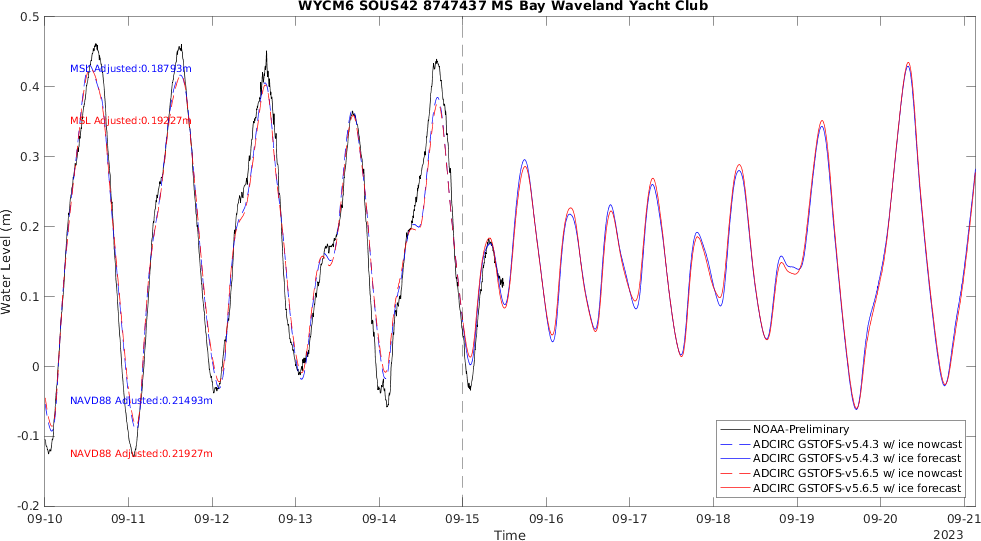 WYCM6 SOUS42 8747437 MS Bay Waveland Yacht Club
0.5
0.4
0.3
0.2
0.1
0
-0.1
-0.2
Water Level (m)
MSL Adjusted:0.18793m
MSL Adjusted:0.19227m
NAVD88 Adjusted:0.21493m
NAVD88 Adjusted:0.21927m
NOAA-Preliminary
ADCIRC GSTOFS-v5.4.3 w/ ice nowcast
ADCIRC GSTOFS-v5.4.3 w/ ice forecast
ADCIRC GSTOFS-v5.6.5 w/ ice nowcast
ADCIRC GSTOFS-v5.6.5 w/ ice forecast
09-10 09-11 09-12 09-13 09-14 09-15 09-16 09-17 09-18 09-19 09-20 09-21
Time
2023